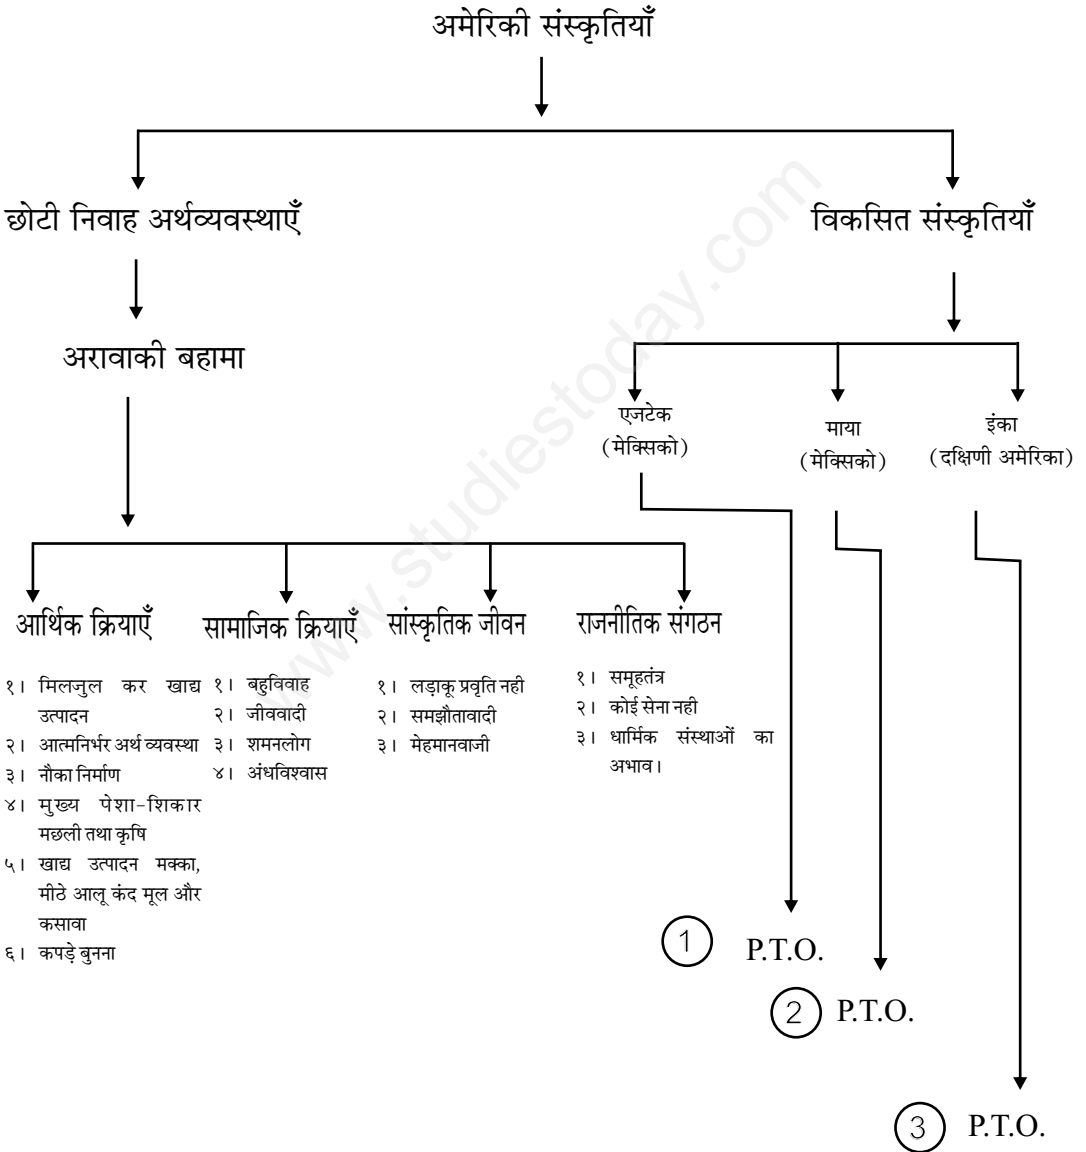 अमेरिकी संस्कृतियाँ
छोटी निवाह अर्थव्यवस्थाएँ
विकसित संस्कृतियाँ
अरावाकी बहामा
एजटेक
(मेक्सिको)
माया
(मेक्सिको)
इंका
(दक्षिणी अमेरिका)
आर्थिक क्रियाएँ
१। मिलजुल कर खाद्य
उत्पादन
२। आत्मनिर्भर अर्थ व्यवस्था
३। नौका निर्माण
४। मुख्य पेशा-शिकार
मछली तथा कृषि
५। खाद्य उत्पादन मक्का,
मीठे आलू कंद मूल और
कसावा
६। कपड़े बुनना
सामाजिक क्रियाएँ
१। बहुविवाह
२। जीववादी
३। शमनलोग
४। अंधविश्वास
सांस्कृतिक जीवन
१। लड़ाकू प्रवृति नही
२। समझौतावादी
३। मेहमानवाजी
राजनीतिक संगठन
१। समूहतंत्र
२। कोई सेना नही
३। धार्मिक संस्थाओं का
अभाव।
1 P.T.O.
2 P.T.O.
3 P.T.O.
www.studiestoday.com